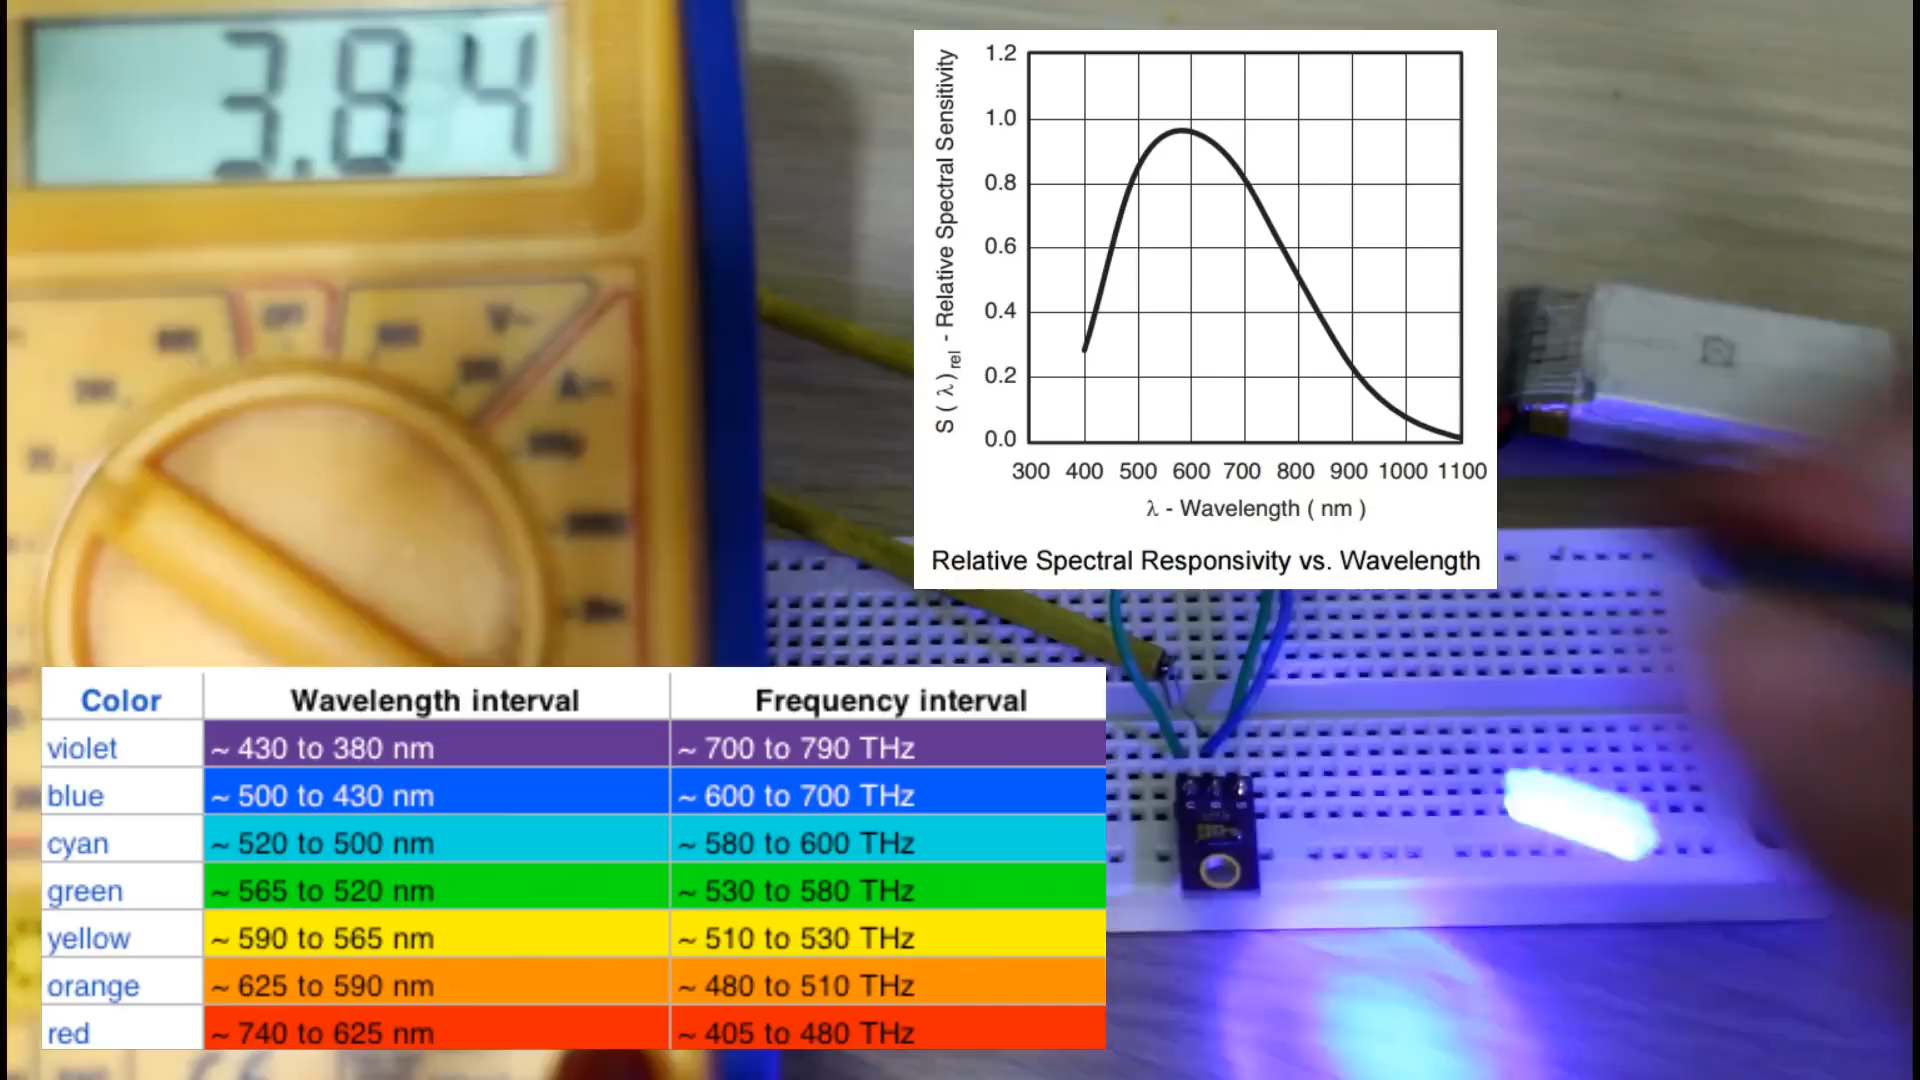 3.84
1.2
1.0
0.8
0.6
0.4
0.2
0.0
S ( λ )rel - Relative Spectral Sensitivity
300 400 500 600 700 800 900 1000 1100
λ - Wavelength ( nm )
Relative Spectral Responsivity vs. Wavelength
OFF
V~
A⎓
Color Wavelength interval Frequency interval
violet ~ 430 to 380 nm ~ 700 to 790 THz
blue ~ 500 to 430 nm ~ 600 to 700 THz
cyan ~ 520 to 500 nm ~ 580 to 600 THz
green ~ 565 to 520 nm ~ 530 to 580 THz
yellow ~ 590 to 565 nm ~ 510 to 530 THz
orange ~ 625 to 590 nm ~ 480 to 510 THz
red ~ 740 to 625 nm ~ 405 to 480 THz